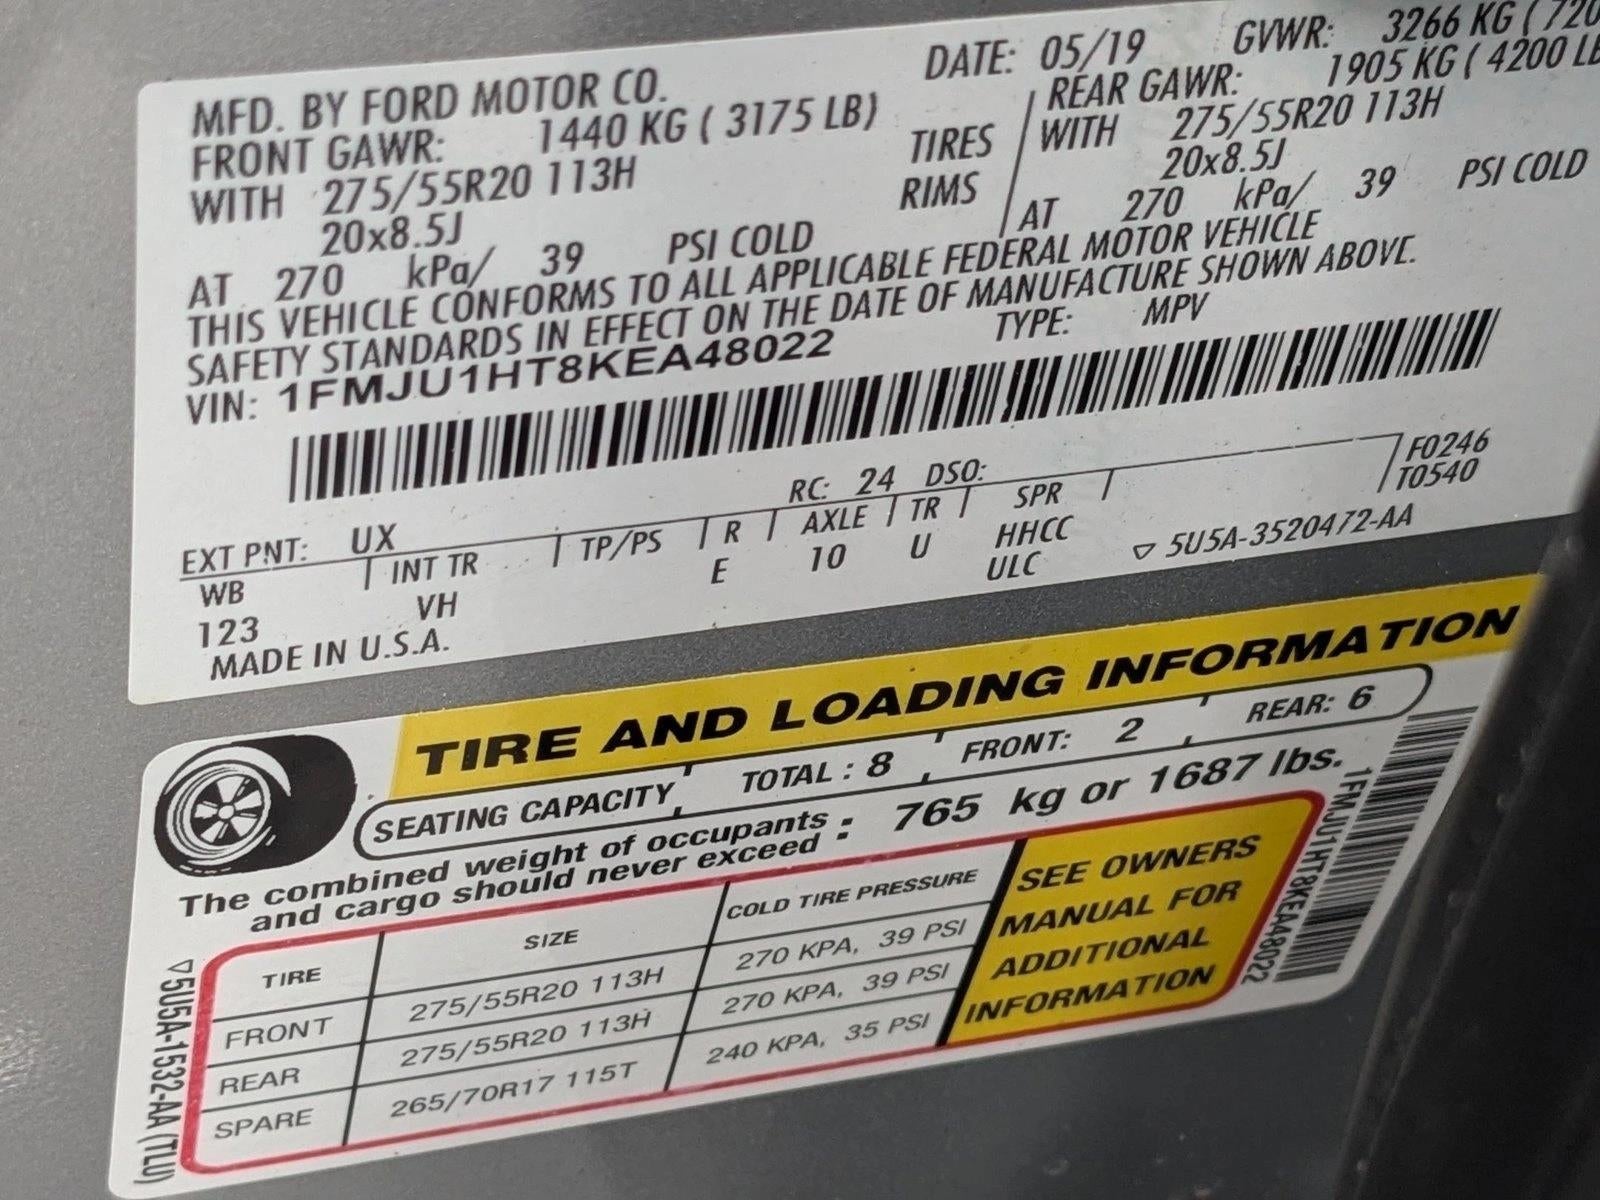 MFD. BY FORD MOTOR CO.
DATE: 05/19
GVWR: 3266 KG (
FRONT GAWR: 1440 KG ( 3175 LB)
REAR GAWR: 1905 KG ( 4200
WITH 275/55R20 113H
TIRES
WITH 275/55R20 113H
20x8.5J
RIMS
20x8.5J
AT 270 kPa/ 39 PSI COLD
AT 270 kPa/ 39 PSI COLD
THIS VEHICLE CONFORMS TO ALL APPLICABLE FEDERAL MOTOR VEHICLE
SAFETY STANDARDS IN EFFECT ON THE DATE OF MANUFACTURE SHOWN ABOVE.
VIN: 1FMJU1HT8KEA48022
TYPE: MPV
EXT PNT: UX RC: 24 DSO:
F0246
T0540
WB INT TR TP/PS R AXLE TR SPR
123 VH E 10 U HHCC
ULC
5U5A-3520472-AA
MADE IN U.S.A.
TIRE AND LOADING INFORMATION
SEATING CAPACITY TOTAL : 8 FRONT: 2 REAR: 6
The combined weight of occupants
and cargo should never exceed : 765 kg or 1687 lbs.
TIRE SIZE COLD TIRE PRESSURE
FRONT 275/55R20 113H 270 KPA, 39 PSI
REAR 275/55R20 113H 270 KPA, 39 PSI
SPARE 265/70R17 115T 240 KPA, 35 PSI
SEE OWNERS
MANUAL FOR
ADDITIONAL
INFORMATION
1FMJU1HT8KEA48022
5U5A-1532-AA (TLU)